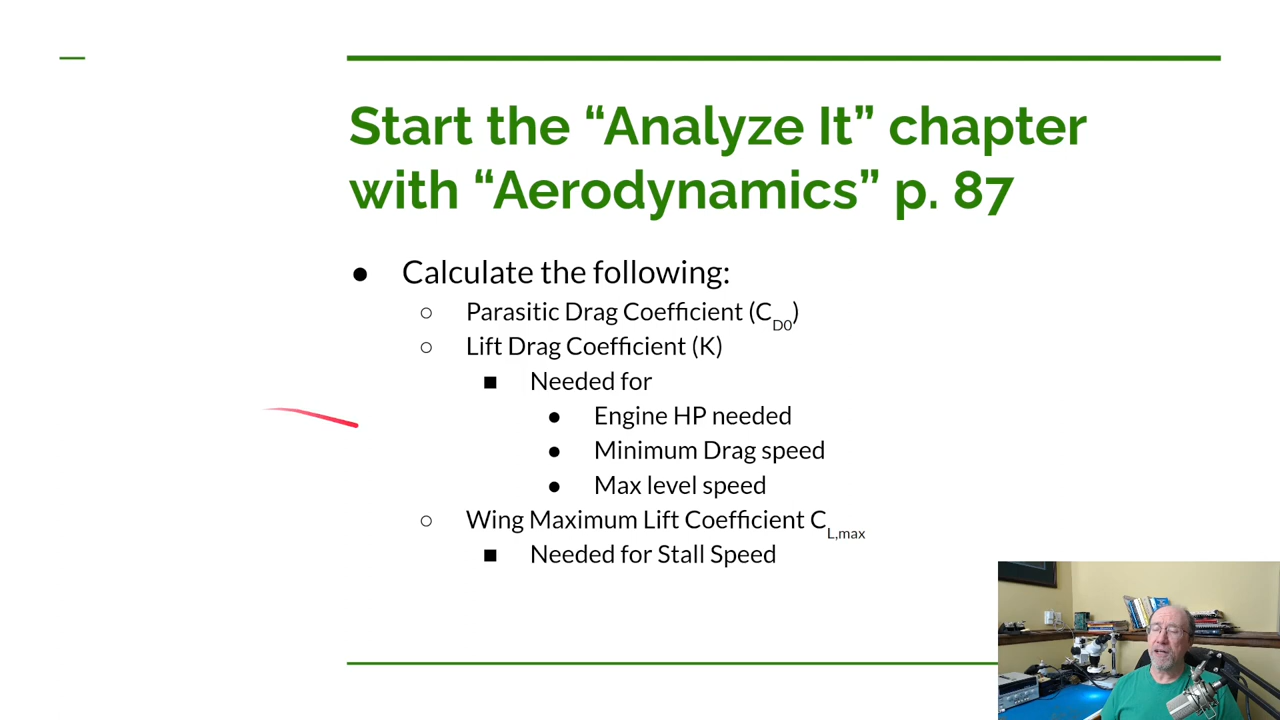 Start the “Analyze It” chapter
with “Aerodynamics” p. 87
● Calculate the following:
○ Parasitic Drag Coefficient (C_D0)
○ Lift Drag Coefficient (K)
■ Needed for
● Engine HP needed
● Minimum Drag speed
● Max level speed
○ Wing Maximum Lift Coefficient C_L,max
■ Needed for Stall Speed